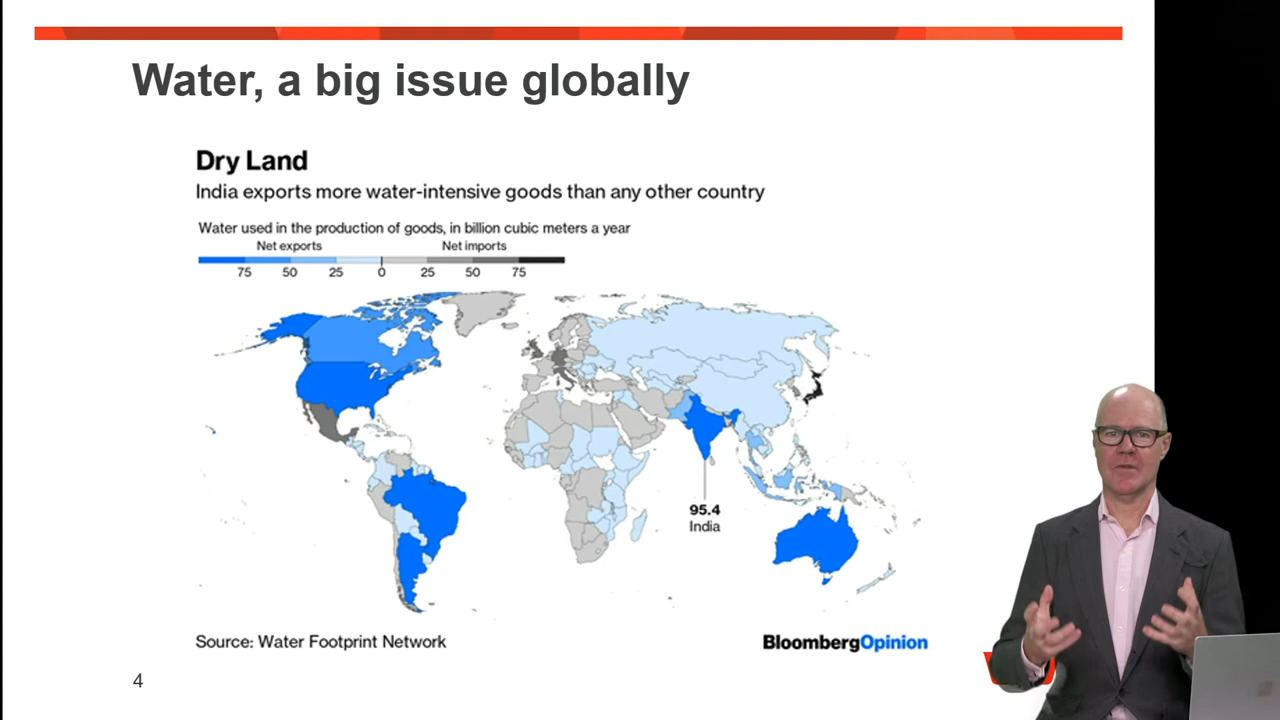 Water, a big issue globally
Dry Land
India exports more water-intensive goods than any other country
Water used in the production of goods, in billion cubic meters a year
Net exports Net imports
75 50 25 0 25 50 75
95.4
India
Source: Water Footprint Network
BloombergOpinion
4